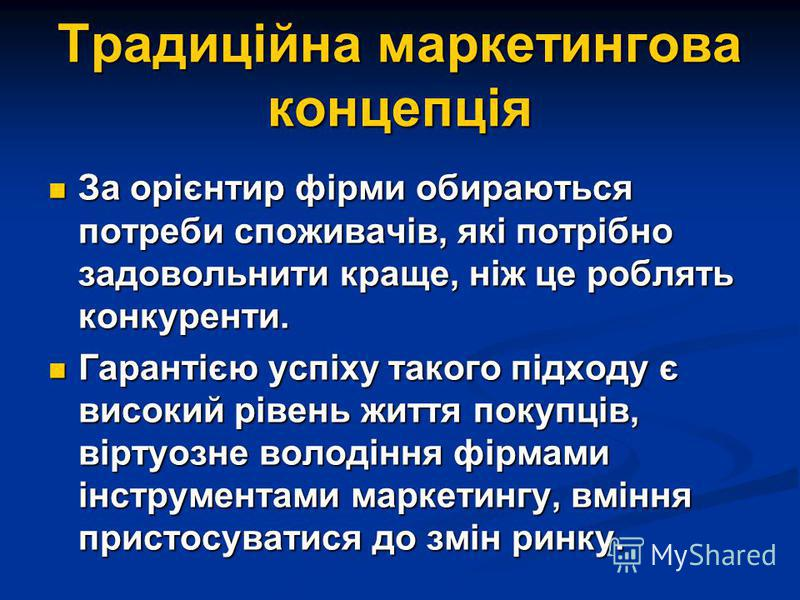 Традиційна маркетингова
концепція
За орієнтир фірми обираються
потреби споживачів, які потрібно
задовольнити краще, ніж це роблять
конкуренти.
Гарантією успіху такого підходу є
високий рівень життя покупців,
віртуозне володіння фірмами
інструментами маркетингу, вміння
пристосуватися до змін ринку
MyShared